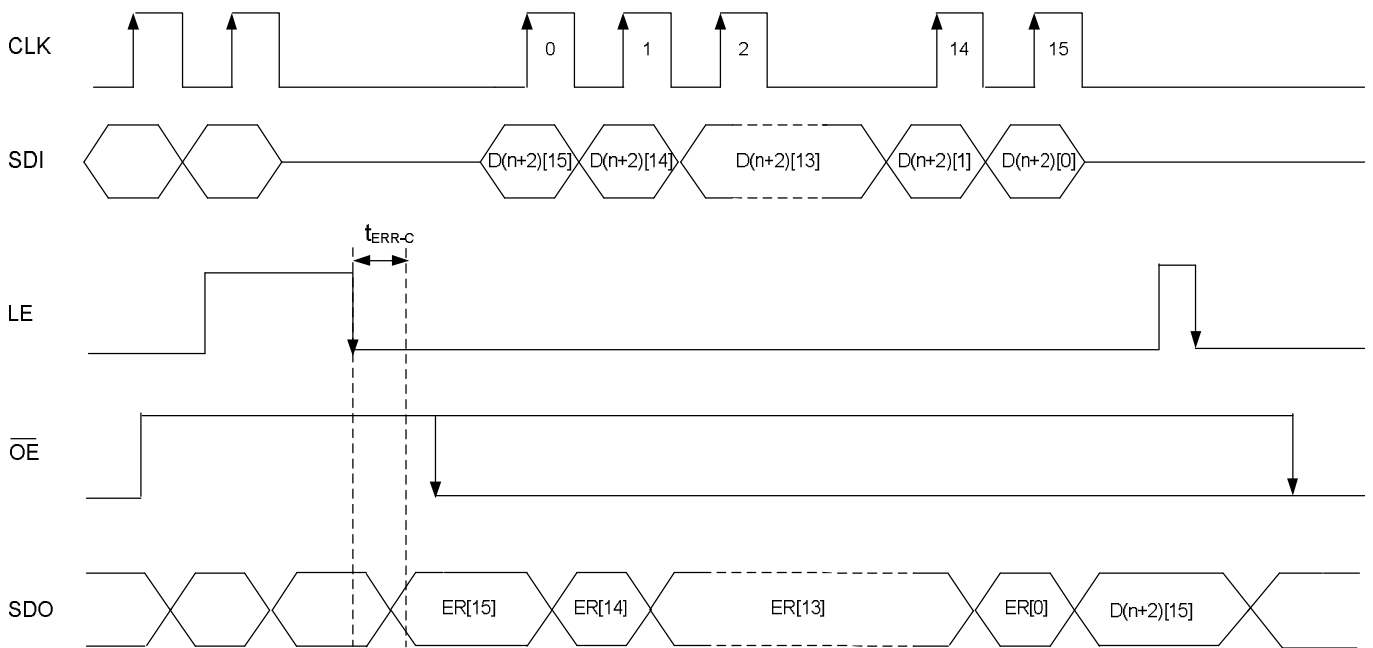 CLK
0
1
2
14
15
SDI
D(n+2)[15]
D(n+2)[14]
D(n+2)[13]
D(n+2)[1]
D(n+2)[0]
tERR-C
LE
OE
SDO
ER[15]
ER[14]
ER[13]
ER[0]
D(n+2)[15]